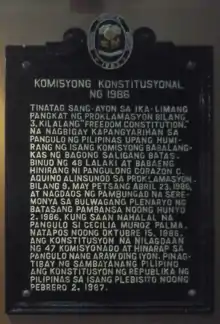 KOMISYONG KONSTITUSYONAL
NG 1986
TINATAG SANG-AYON SA IKA-LIMANG
PANGKAT NG PROKLAMASYON BILANG
3, KILALANG "FREEDOM CONSTITUTION,"
NA NAGBIGAY KAPANGYARIHAN SA
PANGULO NG PILIPINAS UPANG HUMI-
RANG NG ISANG KOMISYONG BABALANG-
KAS NG BAGONG SALIGANG BATAS.
BINUO NG 48 LALAKI AT BABAENG
HINIRANG NI PANGULONG CORAZON C.
AQUINO ALINSUNOD SA PROKLAMASYON
BILANG 9, MAY PETSANG ABRIL 23, 1986,
AT NAGDAOS NG PAMBUNGAD NA SERE-
MONYA SA BULWAGANG PLENARYO NG
BATASANG PAMBANSA NOONG HUNYO
2, 1986, KUNG SAAN NAHALAL NA
PANGULO SI CECILIA MUÑOZ PALMA.
NATAPOS NOONG OKTUBRE 15, 1986,
ANG KONSTITUSYON NA NILAGDAAN
NG 47 KOMISYONADO AT HINARAP SA
PANGULO NANG ARAW DING IYON. PINAG-
TIBAY NG SAMBAYANANG PILIPINO
ANG KONSTITUSYON NG REPUBLIKA NG
PILIPINAS SA ISANG PLEBISITO NOONG
PEBRERO 2, 1987.